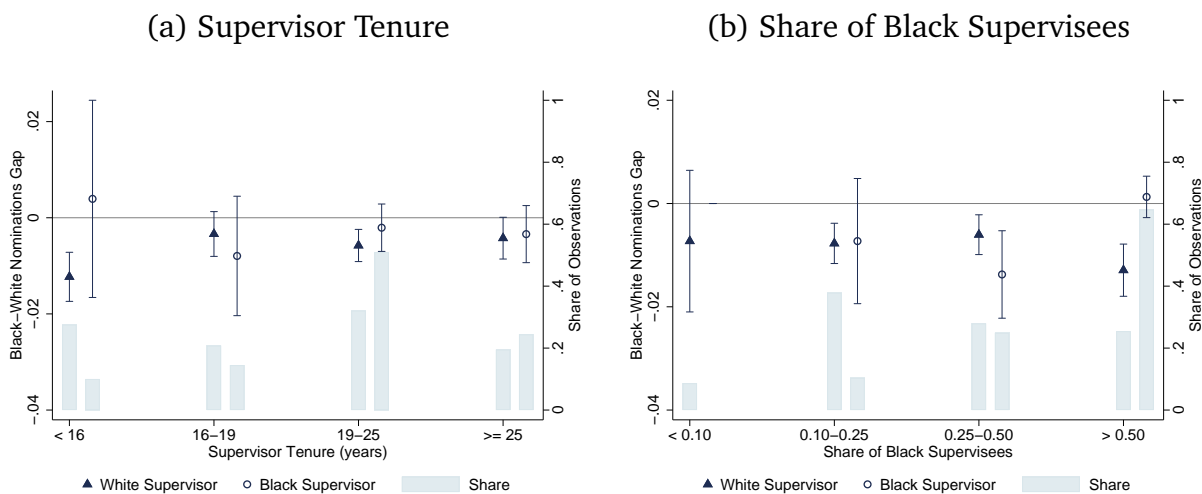 (a) Supervisor Tenure
(b) Share of Black Supervisees
Black−White Nominations Gap
.02
0
−.02
−.04
Share of Observations
1
.8
.6
.4
.2
0
< 16
16−19
19−25
>= 25
Supervisor Tenure (years)
White Supervisor
Black Supervisor
Share
Black−White Nominations Gap
.02
0
−.02
−.04
Share of Observations
1
.8
.6
.4
.2
0
< 0.10
0.10−0.25
0.25−0.50
> 0.50
Share of Black Supervisees
White Supervisor
Black Supervisor
Share